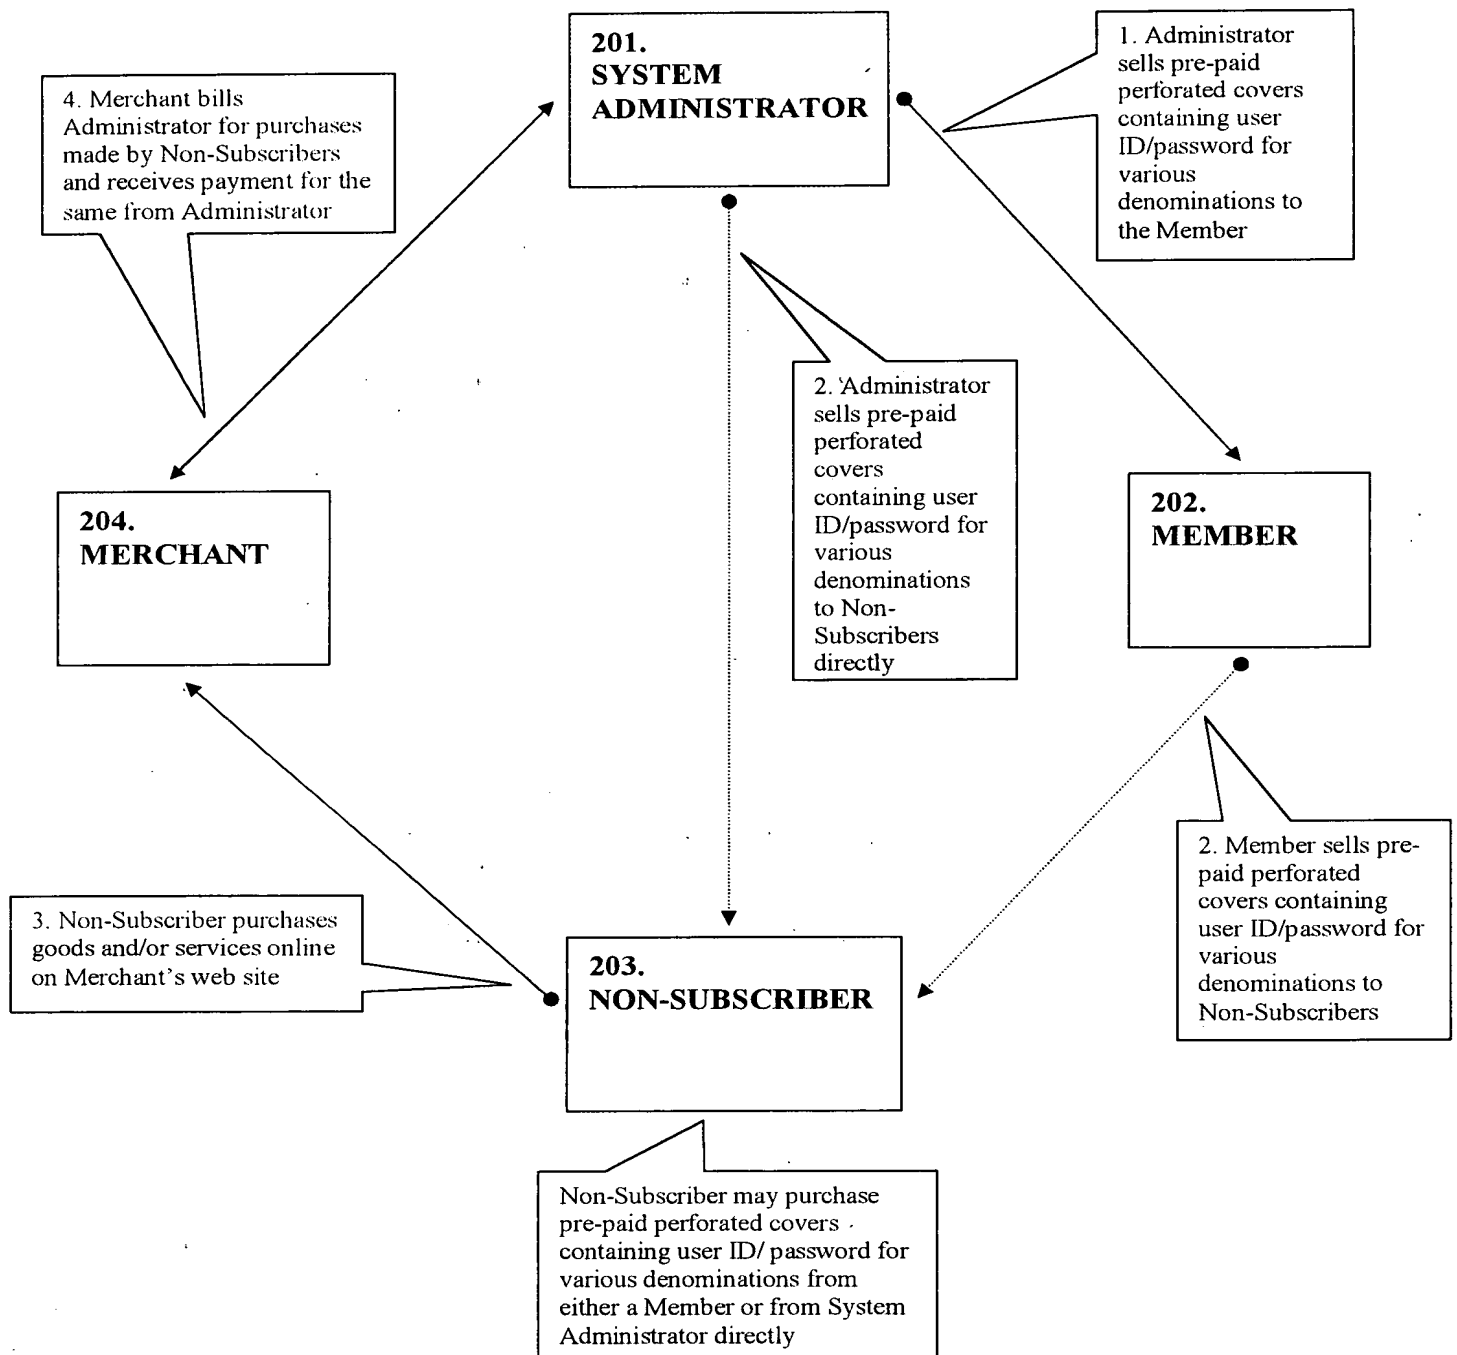 201.
SYSTEM
ADMINISTRATOR
1. Administrator
sells pre-paid
perforated covers
containing user
ID/password for
various
denominations to
the Member
4. Merchant bills
Administrator for purchases
made by Non-Subscribers
and receives payment for the
same from Administrator
2. Administrator
sells pre-paid
perforated
covers
containing user
ID/password for
various
denominations
to Non-
Subscribers
directly
204.
MERCHANT
202.
MEMBER
2. Member sells pre-
paid perforated
covers containing
user ID/password for
various
denominations to
Non-Subscribers
3. Non-Subscriber purchases
goods and/or services online
on Merchant's web site
203.
NON-SUBSCRIBER
Non-Subscriber may purchase
pre-paid perforated covers
containing user ID/ password for
various denominations from
either a Member or from System
Administrator directly